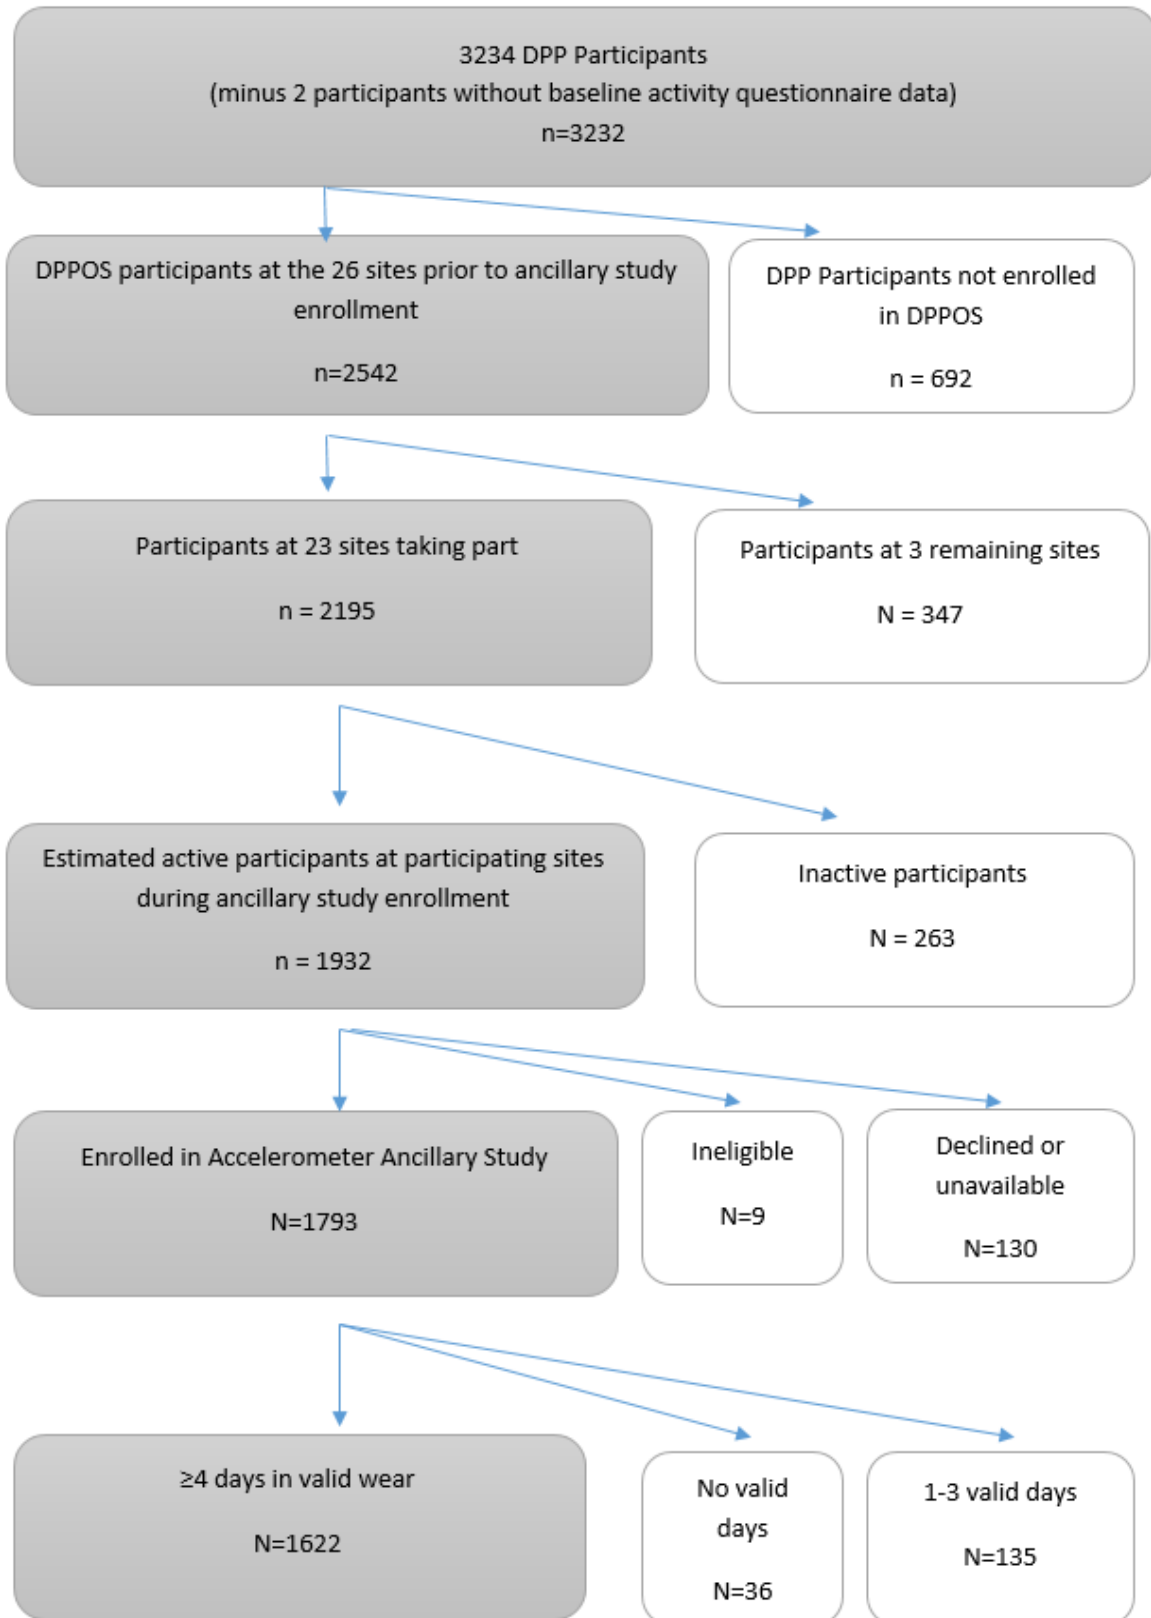 3234 DPP Participants
(minus 2 participants without baseline activity questionnaire data)
n=3232
DPPOS participants at the 26 sites prior to ancillary study
enrollment
n=2542
DPP Participants not enrolled
in DPPOS
n = 692
Participants at 23 sites taking part
n = 2195
Participants at 3 remaining sites
N = 347
Estimated active participants at participating sites
during ancillary study enrollment
n = 1932
Inactive participants
N = 263
Enrolled in Accelerometer Ancillary Study
N=1793
Ineligible
N=9
Declined or
unavailable
N=130
≥4 days in valid wear
N=1622
No valid
days
N=36
1-3 valid days
N=135